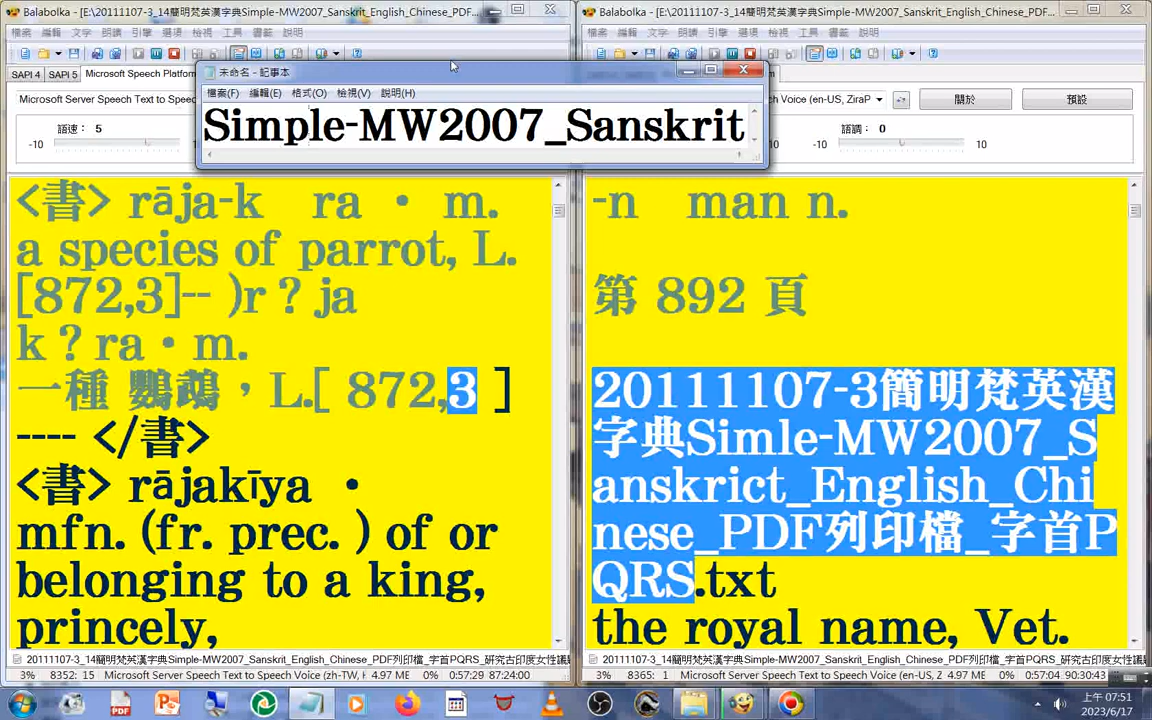 Balabolka - [E:\20111107-3_14簡明梵英漢字典Simple-MW2007_Sanskrit_English_Chinese_PDF...
檔案 編輯 文字 朗讀 引擎 選項 檢視 工具 書籤 說明
SAPI 4 SAPI 5 Microsoft Speech Platform
Microsoft Server Speech Text to Spee
語速： 5
-10
未命名 - 記事本
檔案(F) 編輯(E) 格式(O) 檢視(V) 說明(H)
Simple-MW2007_Sanskrit
<書> rāja-k ra · m.
a species of parrot, L.
[872,3]-- )r ? ja
k ? ra · m.
一種 鸚鵡，L.[ 872,3 ]
---- </書>
<書> rājakīya ·
mfn. (fr. prec. ) of or
belonging to a king,
princely,
20111107-3_14簡明梵英漢字典Simple-MW2007_Sanskrit_English_Chinese_PDF列印檔_字首PQRS_研究古印度女性議
3% 8352: 15 Microsoft Server Speech Text to Speech Voice (zh-TW, H 4.97 MB 0% 0:57:29 87:24:00
Balabolka - [E:\20111107-3_14簡明梵英漢字典Simple-MW2007_Sanskrit_English_Chinese_PDF...
檔案 編輯 文字 朗讀 引擎 選項 檢視 工具 書籤 說明
Voice (en-US, ZiraP
關於
預設
語調： 0
-10 10
-n man n.
第 892 頁
20111107-3簡明梵英漢
字典Simle-MW2007_S
anskrict_English_Chi
nese_PDF列印檔_字首P
QRS.txt
the royal name, Vet.
20111107-3_14簡明梵英漢字典Simple-MW2007_Sanskrit_English_Chinese_PDF列印檔_字首PQRS_研究古印度女性議
3% 8365: 1 Microsoft Server Speech Text to Speech Voice (en-US, Z 4.97 MB 0% 0:57:04 90:30:43
上午 07:51
2023/6/17